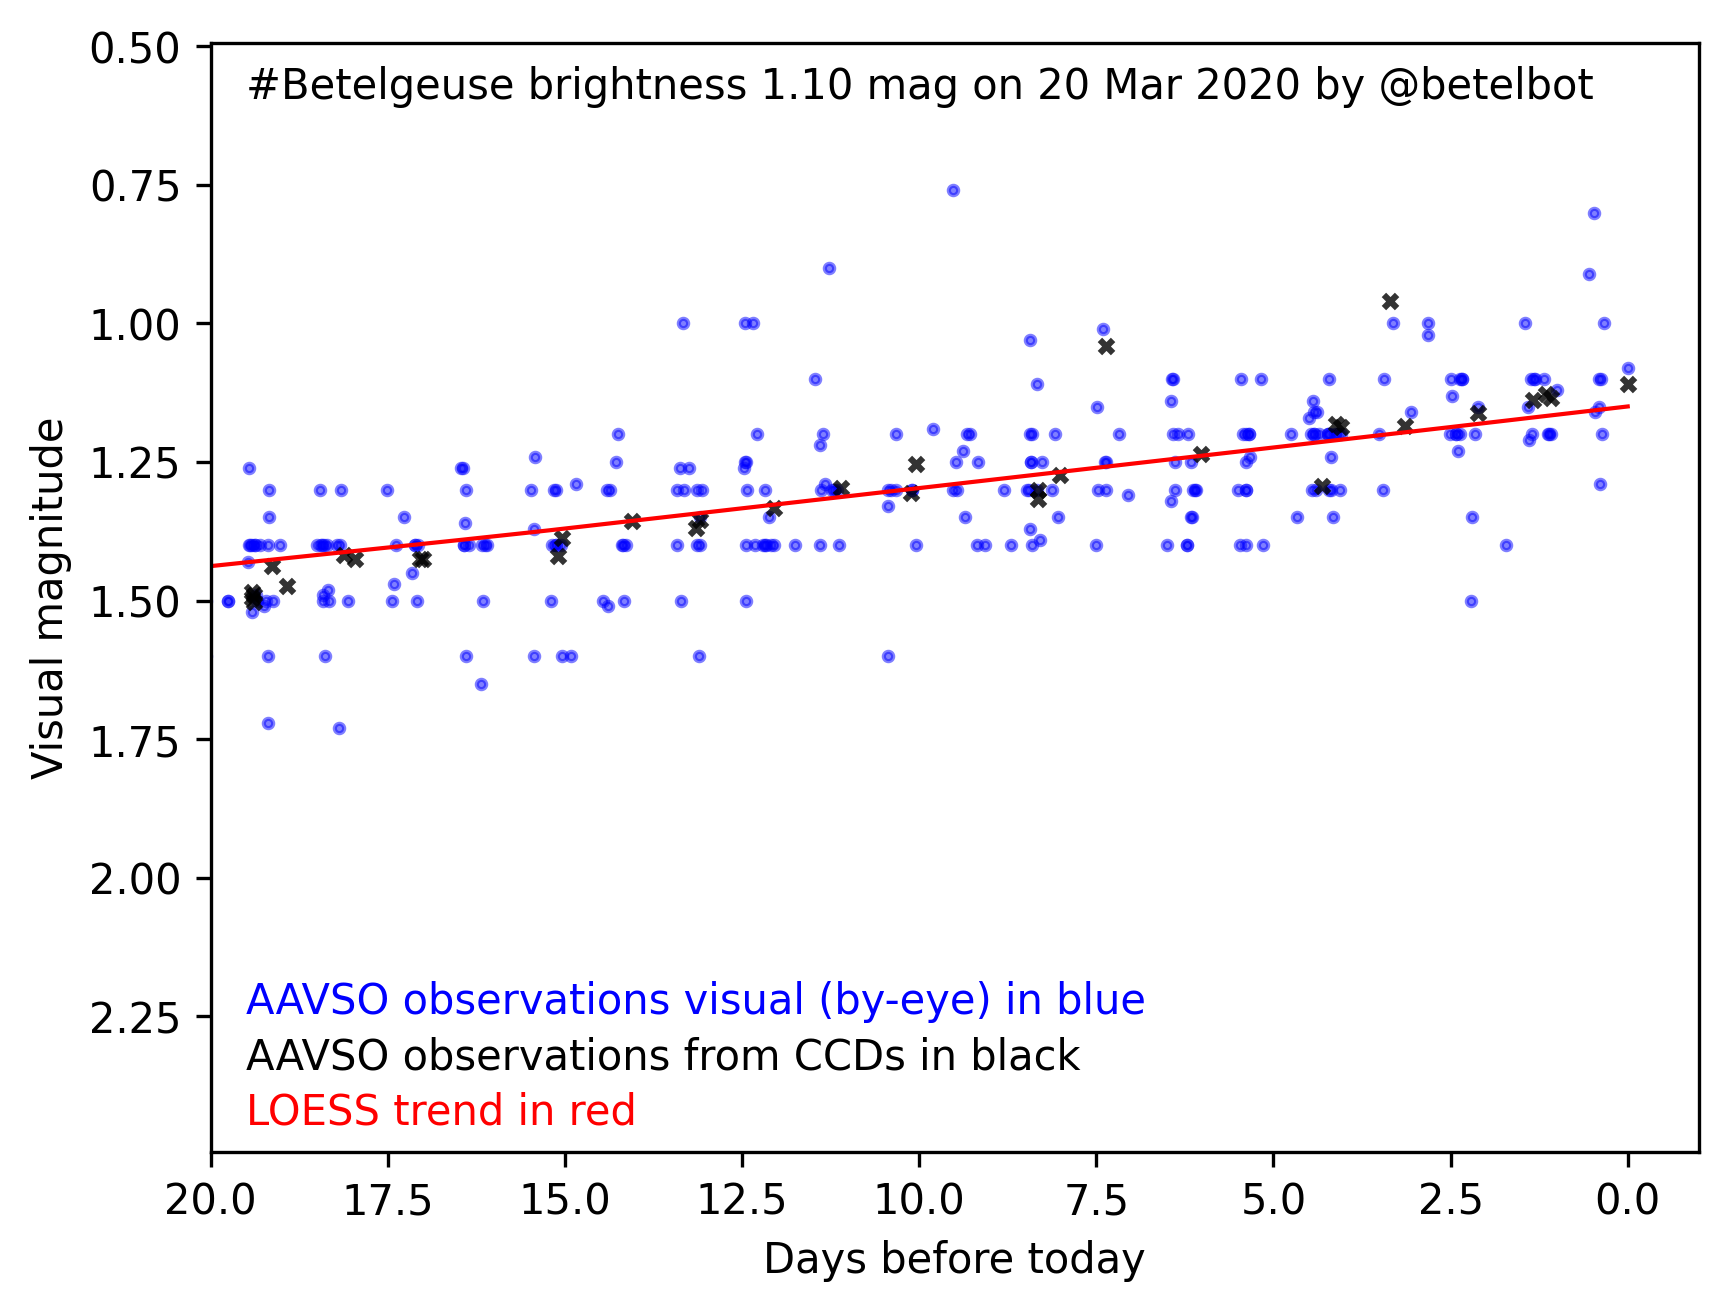 #Betelgeuse brightness 1.10 mag on 20 Mar 2020 by @betelbot
0.50
0.75
1.00
1.25
1.50
1.75
2.00
2.25
Visual magnitude
AAVSO observations visual (by-eye) in blue
AAVSO observations from CCDs in black
LOESS trend in red
20.0 17.5 15.0 12.5 10.0 7.5 5.0 2.5 0.0
Days before today